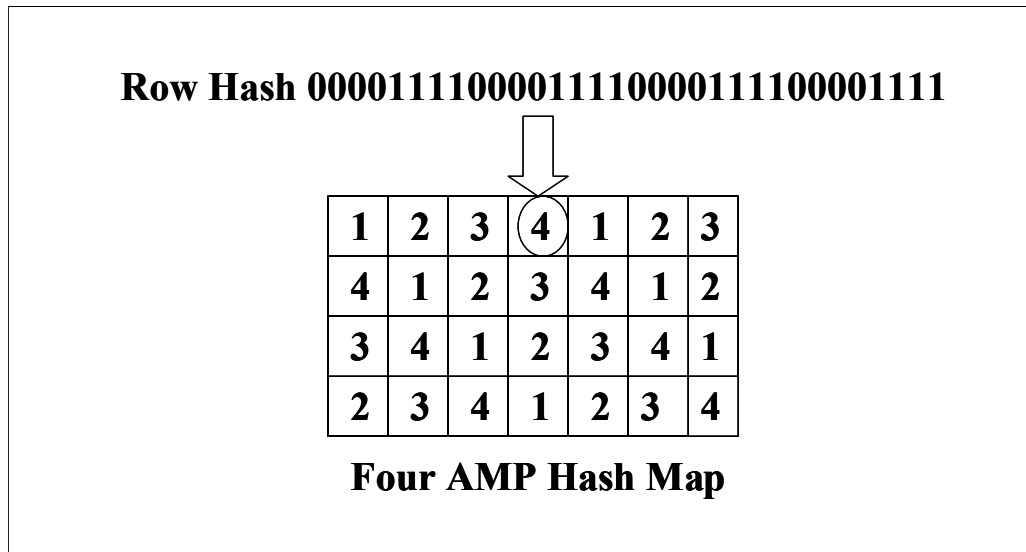 Row Hash 00001111000011110000111100001111
1 2 3 4 1 2 3
4 1 2 3 4 1 2
3 4 1 2 3 4 1
2 3 4 1 2 3 4
Four AMP Hash Map